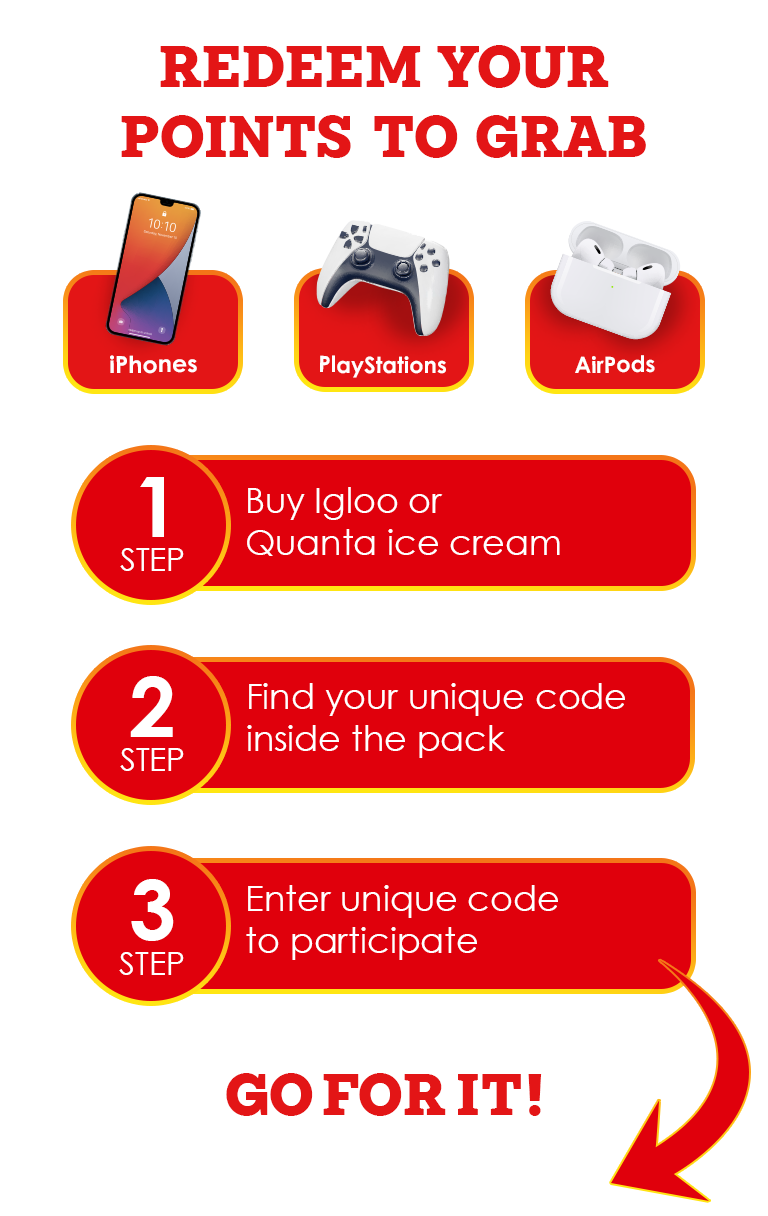 REDEEM YOUR
POINTS TO GRAB
10:10
iPhones
PlayStations
AirPods
1
STEP
Buy Igloo or
Quanta ice cream
2
STEP
Find your unique code
inside the pack
3
STEP
Enter unique code
to participate
GO FOR IT!